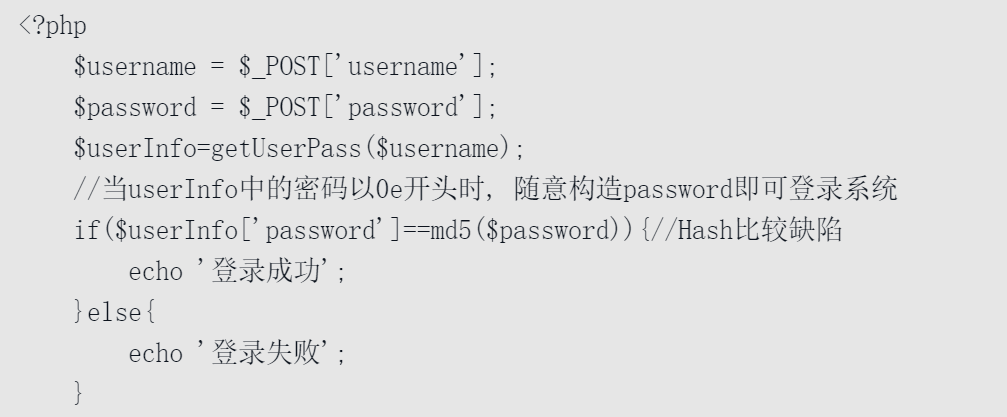 <?php
$username = $_POST['username'];
$password = $_POST['password'];
$userInfo=getUserPass($username);
//当userInfo中的密码以0e开头时, 随意构造password即可登录系统
if($userInfo['password']==md5($password)){//Hash比较缺陷
echo '登录成功';
}else{
echo '登录失败';
}